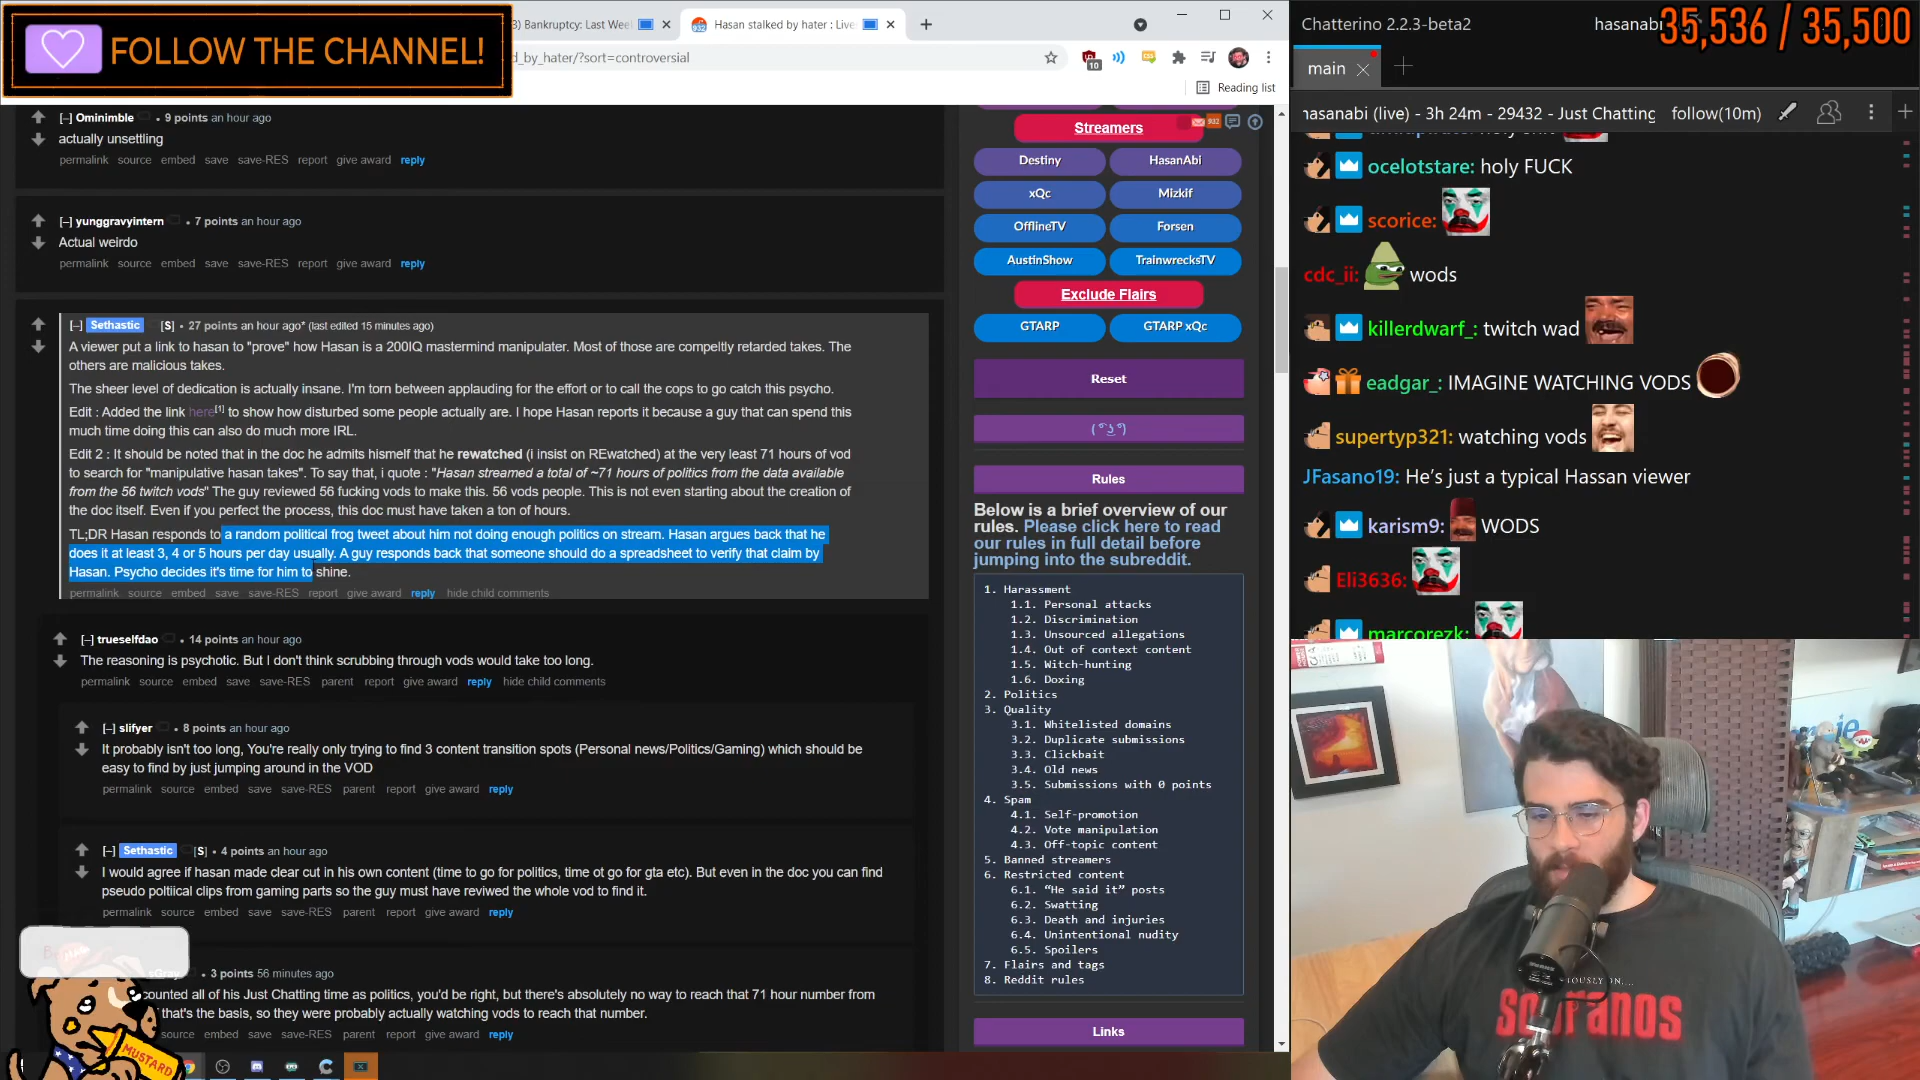 FOLLOW THE CHANNEL!
3) Bankruptcy: Last Wee
Hasan stalked by hater : Live
d_by_hater/?sort=controversial
10
Reading list
Ominimble 9 points an hour ago
actually unsettling
permalink source embed save save-RES report give award reply
[–] yunggravyintern • 7 points an hour ago
Actual weirdo
permalink source embed save save-RES report give award reply
[–] Sethastic [S] • 27 points an hour ago* (last edited 15 minutes ago)
A viewer put a link to hasan to "prove" how Hasan is a 200IQ mastermind manipulater. Most of those are compeltly retarded takes. The
others are malicious takes.
The sheer level of dedication is actually insane. I'm torn between applauding for the effort or to call the cops to go catch this psycho.
Edit : Added the link here[1] to show how disturbed some people actually are. I hope Hasan reports it because a guy that can spend this
much time doing this can also do much more IRL.
Edit 2 : It should be noted that in the doc he admits hismelf that he rewatched (i insist on REwatched) at the very least 71 hours of vod
to search for "manipulative hasan takes". To say that, i quote : "Hasan streamed a total of ~71 hours of politics from the data available
from the 56 twitch vods" The guy reviewed 56 fucking vods to make this. 56 vods people. This is not even starting about the creation of
the doc itself. Even if you perfect the process, this doc must have taken a ton of hours.
TL;DR Hasan responds to a random political frog tweet about him not doing enough politics on stream. Hasan argues back that he
does it at least 3, 4 or 5 hours per day usually. A guy responds back that someone should do a spreadsheet to verify that claim by
Hasan. Psycho decides it's time for him to shine.
permalink source embed save save-RES report give award reply hide child comments
[–] trueselfdao • 14 points an hour ago
The reasoning is psychotic. But I don't think scrubbing through vods would take too long.
permalink source embed save save-RES parent report give award reply hide child comments
[–] slifyer • 8 points an hour ago
It probably isn't too long, You're really only trying to find 3 content transition spots (Personal news/Politics/Gaming) which should be
easy to find by just jumping around in the VOD
permalink source embed save save-RES parent report give award reply
[–] Sethastic [S] • 4 points an hour ago
I would agree if hasan made clear cut in his own content (time to go for politics, time ot go for gta etc). But even in the doc you can find
pseudo poltiical clips from gaming parts so the guy must have reviwed the whole vod to find it.
permalink source embed save save-RES parent report give award reply
• 3 points 56 minutes ago
counted all of his Just Chatting time as politics, you'd be right, but there's absolutely no way to reach that 71 hour number from
that's the basis, so they were probably actually watching vods to reach that number.
source embed save save-RES parent report give award reply
MUSTARD
Streamers
932
Destiny HasanAbi
xQc Mizkif
OfflineTV Forsen
AustinShow TrainwrecksTV
Exclude Flairs
GTARP GTARP xQc
Reset
( ͡° ͜ʖ ͡°)
Rules
Below is a brief overview of our
rules. Please click here to read
our rules in full detail before
jumping into the subreddit.
1. Harassment
1.1. Personal attacks
1.2. Discrimination
1.3. Unsourced allegations
1.4. Out of context content
1.5. Witch-hunting
1.6. Doxing
2. Politics
3. Quality
3.1. Whitelisted domains
3.2. Duplicate submissions
3.3. Clickbait
3.4. Old news
3.5. Submissions with 0 points
4. Spam
4.1. Self-promotion
4.2. Vote manipulation
4.3. Off-topic content
5. Banned streamers
6. Restricted content
6.1. “He said it” posts
6.2. Swatting
6.3. Death and injuries
6.4. Unintentional nudity
6.5. Spoilers
7. Flairs and tags
8. Reddit rules
Links
Chatterino 2.2.3-beta2 hasanabi
35,536 / 35,500
main
hasanabi (live) - 3h 24m - 29432 - Just Chatting follow(10m)
ocelotstare: holy FUCK
scorice:
cdc_ii: wods
killerdwarf_: twitch wad
eadgar_: IMAGINE WATCHING VODS
supertyp321: watching vods
JFasano19: He's just a typical Hassan viewer
karism9: WODS
Eli3636:
marcorezk:
Sopranos